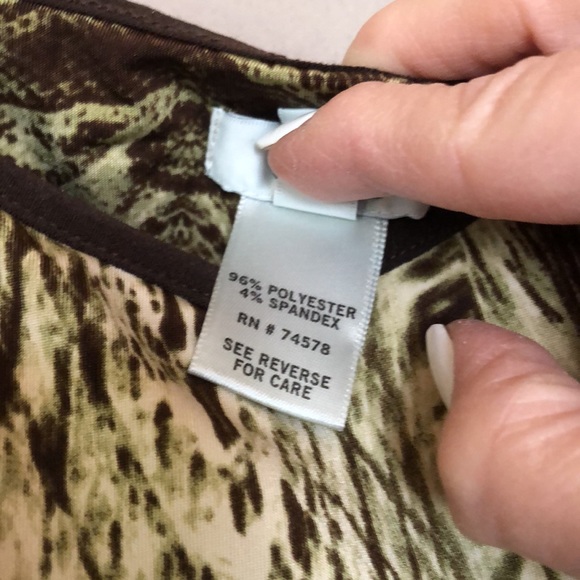 96% POLYESTER
4% SPANDEX
RN # 74578
SEE REVERSE
FOR CARE